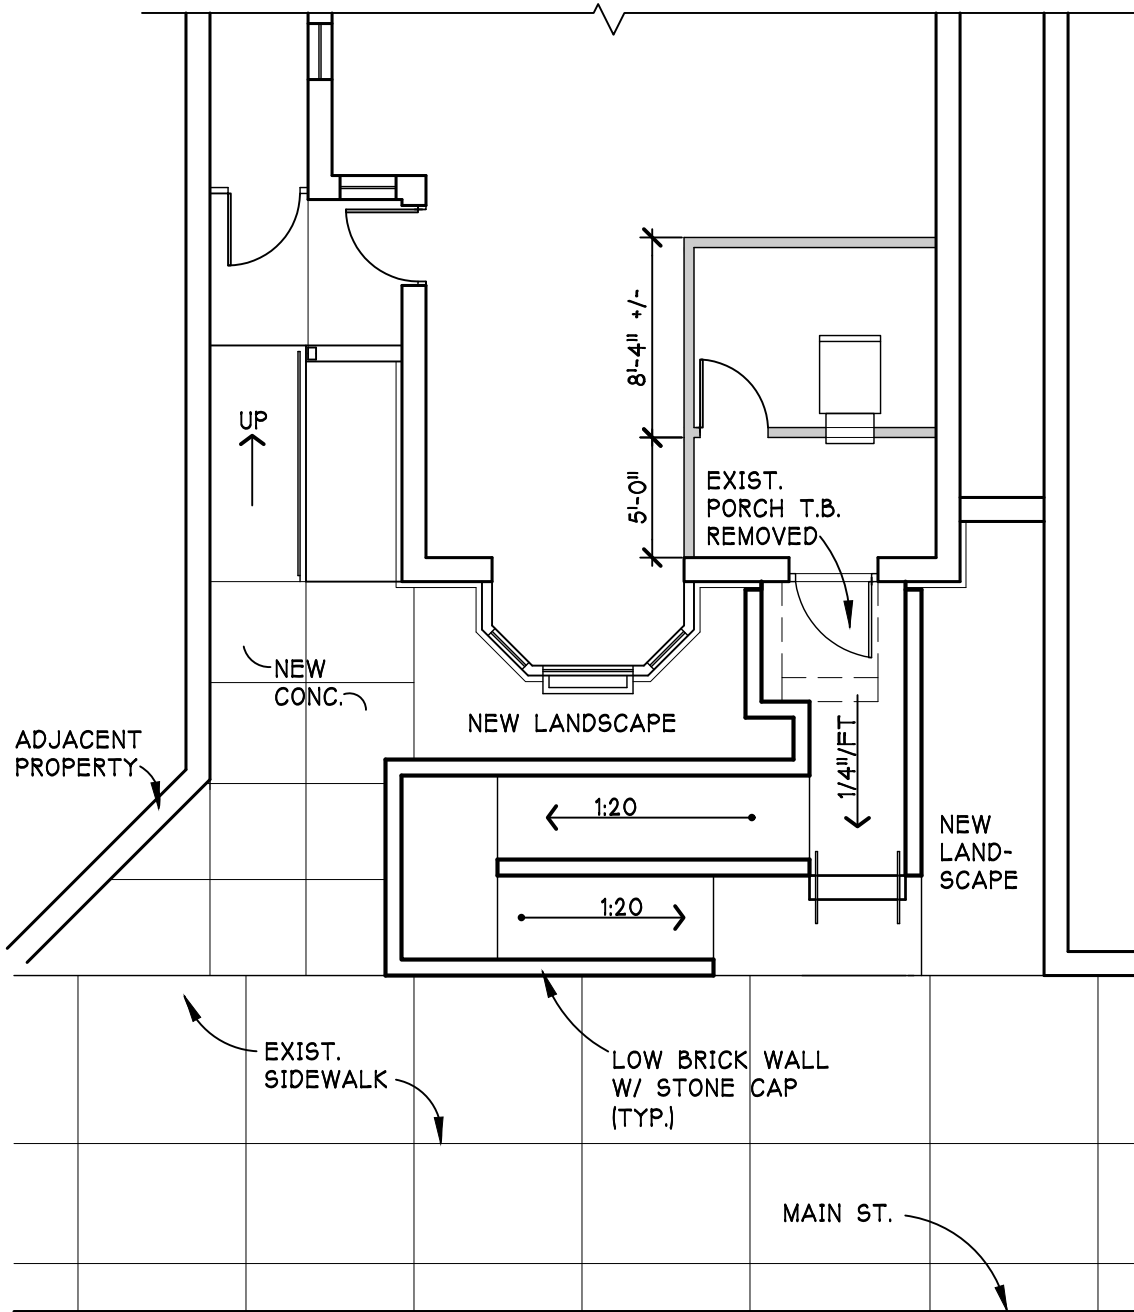 8'-4" +/-
UP
5'-0"
EXIST.
PORCH T.B.
REMOVED
NEW
CONC.
NEW LANDSCAPE
ADJACENT
PROPERTY
1/4"/FT
1:20
NEW
LAND-
SCAPE
1:20
EXIST.
SIDEWALK
LOW BRICK WALL
W/ STONE CAP
(TYP.)
MAIN ST.